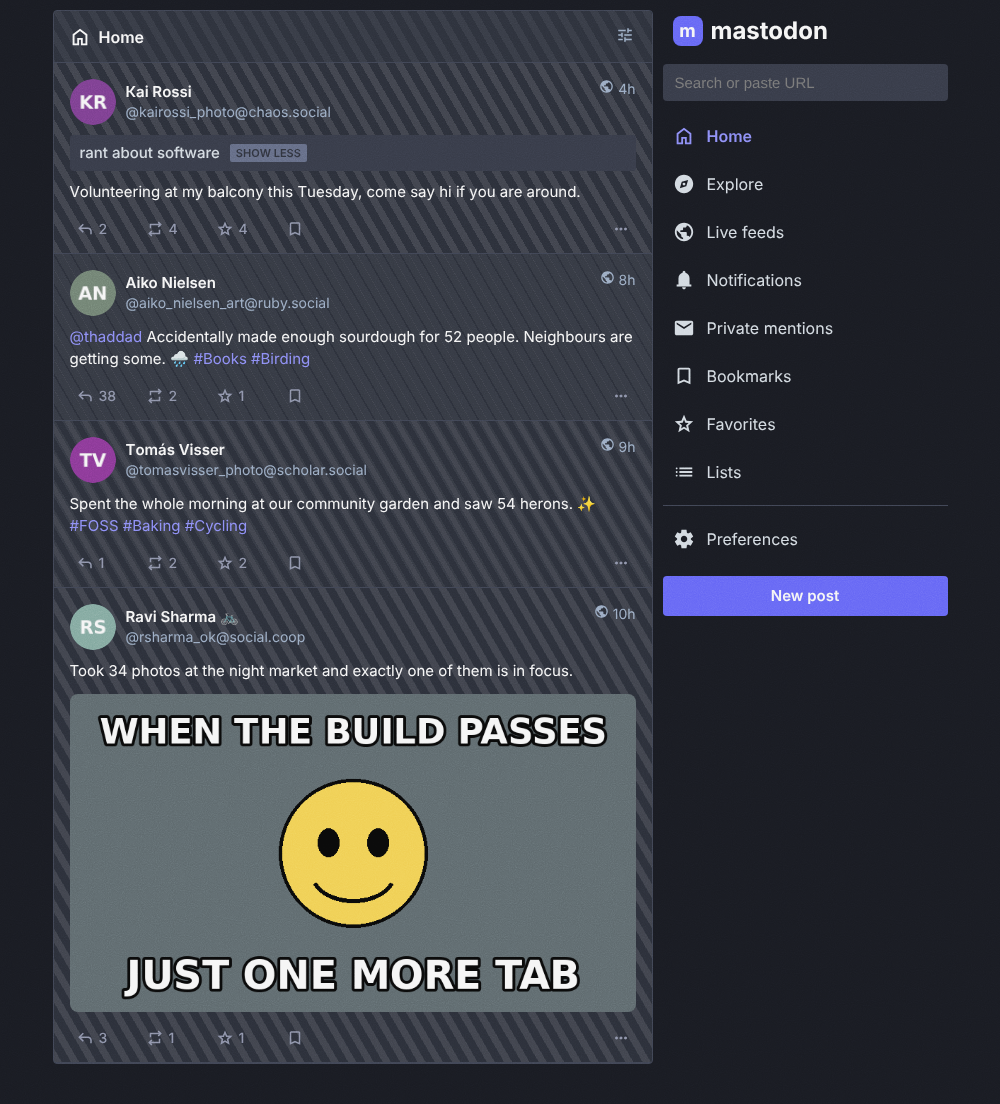 Home
KR
Kai Rossi
4h
@kairossi_photo@chaos.social
rant about software SHOW LESS
Volunteering at my balcony this Tuesday, come say hi if you are around.
2 4 4
AN
Aiko Nielsen
8h
@aiko_nielsen_art@ruby.social
@thaddad Accidentally made enough sourdough for 52 people. Neighbours are
getting some. 🌧️ #Books #Birding
38 2 1
TV
Tomás Visser
9h
@tomasvisser_photo@scholar.social
Spent the whole morning at our community garden and saw 54 herons. ✨
#FOSS #Baking #Cycling
1 2 2
RS
Ravi Sharma 🚲
10h
@rsharma_ok@social.coop
Took 34 photos at the night market and exactly one of them is in focus.
WHEN THE BUILD PASSES
JUST ONE MORE TAB
3 1 1
m mastodon
Search or paste URL
Home
Explore
Live feeds
Notifications
Private mentions
Bookmarks
Favorites
Lists
Preferences
New post